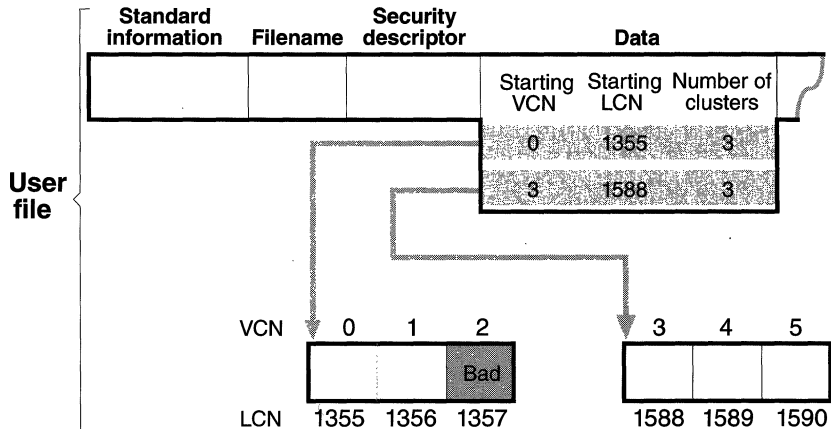 Standard information
Filename
Security descriptor
Data
Starting VCN
Starting LCN
Number of clusters
0 1355 3
3 1588 3
User file
VCN 0 1 2 3 4 5
Bad
LCN 1355 1356 1357 1588 1589 1590